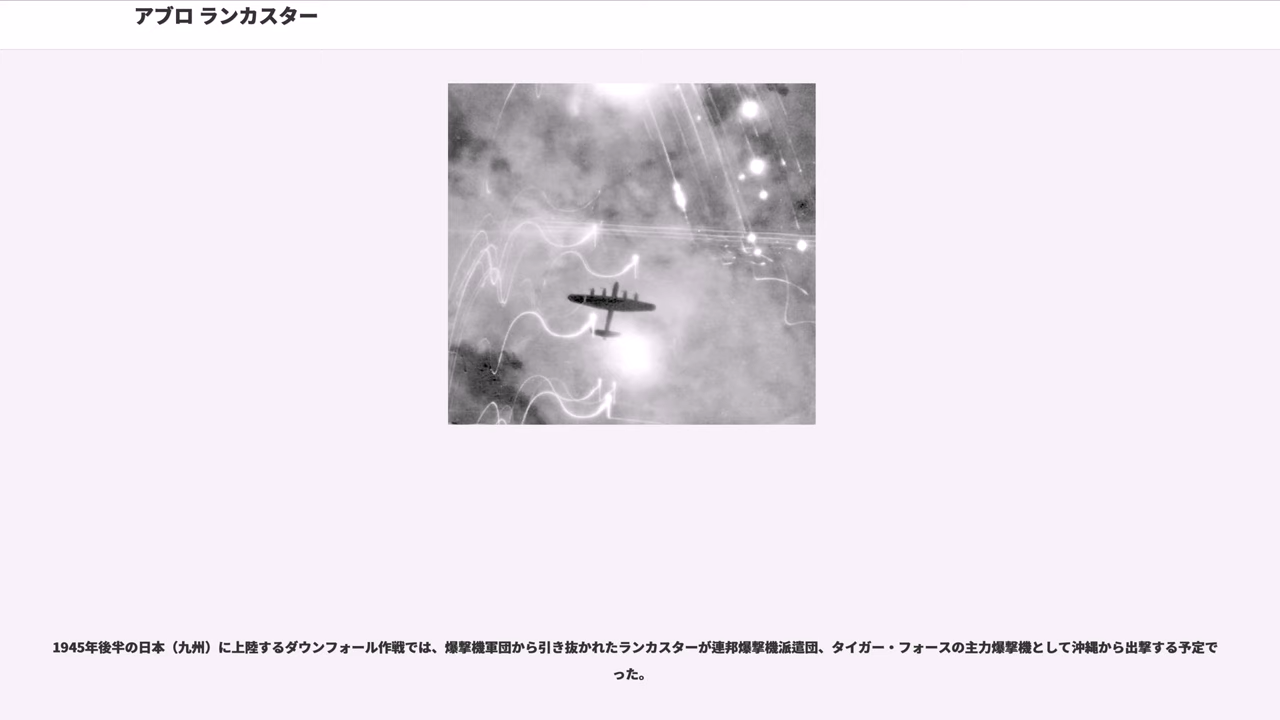 アブロ ランカスター
1945年後半の日本（九州）に上陸するダウンフォール作戦では、爆撃機軍団から引き抜かれたランカスターが連邦爆撃機派遣団、タイガー・フォースの主力爆撃機として沖縄から出撃する予定で
った。